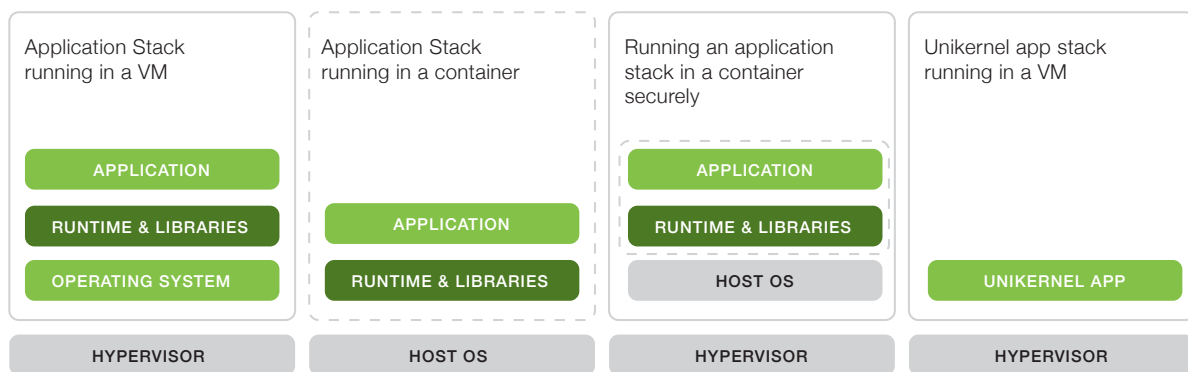 Application Stack
running in a VM
APPLICATION
RUNTIME & LIBRARIES
OPERATING SYSTEM
HYPERVISOR
Application Stack
running in a container
APPLICATION
RUNTIME & LIBRARIES
HOST OS
Running an application
stack in a container
securely
APPLICATION
RUNTIME & LIBRARIES
HOST OS
HYPERVISOR
Unikernel app stack
running in a VM
UNIKERNEL APP
HYPERVISOR